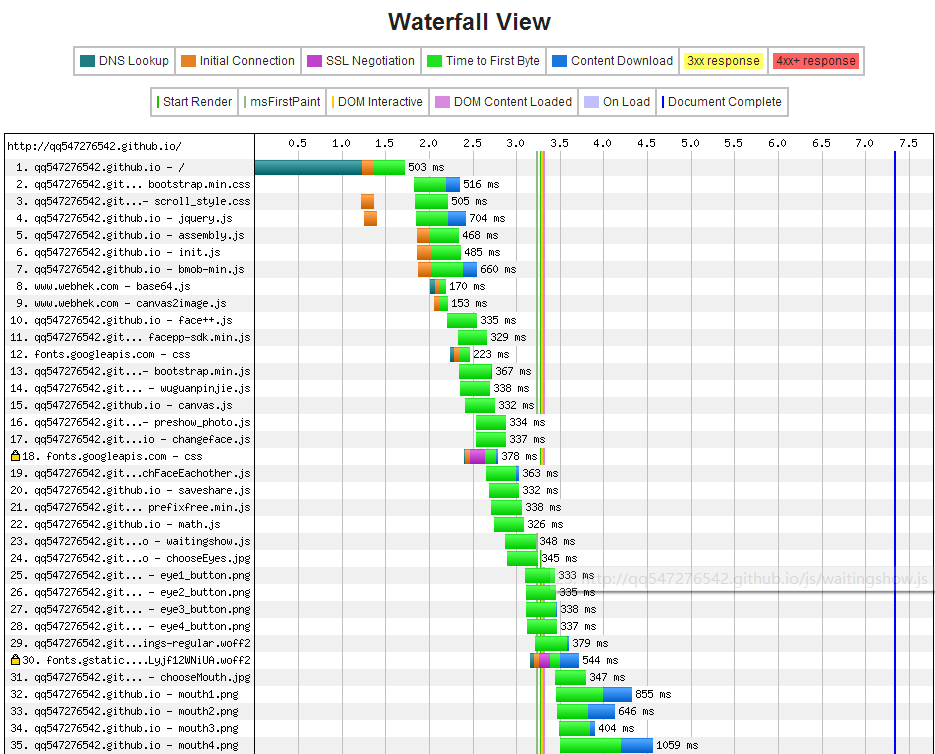 Waterfall View
DNS Lookup Initial Connection SSL Negotiation Time to First Byte Content Download 3xx response 4xx+ response
Start Render msFirstPaint DOM Interactive DOM Content Loaded On Load Document Complete
http://qq547276542.github.io/ 0.5 1.0 1.5 2.0 2.5 3.0 3.5 4.0 4.5 5.0 5.5 6.0 6.5 7.0 7.5
1. qq547276542.github.io - / 503 ms
2. qq547276542.git... bootstrap.min.css 516 ms
3. qq547276542.git...- scroll_style.css 505 ms
4. qq547276542.github.io - jquery.js 704 ms
5. qq547276542.github.io - assembly.js 468 ms
6. qq547276542.github.io - init.js 485 ms
7. qq547276542.github.io - bmob-min.js 660 ms
8. www.webhek.com - base64.js 170 ms
9. www.webhek.com - canvas2image.js 153 ms
10. qq547276542.github.io - face++.js 335 ms
11. qq547276542.git... facepp-sdk.min.js 329 ms
12. fonts.googleapis.com - css 223 ms
13. qq547276542.git...- bootstrap.min.js 367 ms
14. qq547276542.git... - wuguanpinjie.js 338 ms
15. qq547276542.github.io - canvas.js 332 ms
16. qq547276542.git...- preshow_photo.js 334 ms
17. qq547276542.git...io - changeface.js 337 ms
18. fonts.googleapis.com - css 378 ms
19. qq547276542.git...chFaceEachother.js 363 ms
20. qq547276542.github.io - saveshare.js 332 ms
21. qq547276542.git... prefixfree.min.js 338 ms
22. qq547276542.github.io - math.js 326 ms
23. qq547276542.git...o - waitingshow.js 348 ms
24. qq547276542.git...o - chooseEyes.jpg 345 ms
25. qq547276542.git... - eye1_button.png 333 ms
http://qq547276542.github.io/js/waitingshow.js
26. qq547276542.git... - eye2_button.png 335 ms
27. qq547276542.git... - eye3_button.png 338 ms
28. qq547276542.git... - eye4_button.png 337 ms
29. qq547276542.git...ings-regular.woff2 379 ms
30. fonts.gstatic....Lyjf12WNiUA.woff2 544 ms
31. qq547276542.git... - chooseMouth.jpg 347 ms
32. qq547276542.github.io - mouth1.png 855 ms
33. qq547276542.github.io - mouth2.png 646 ms
34. qq547276542.github.io - mouth3.png 404 ms
35. qq547276542.github.io - mouth4.png 1059 ms